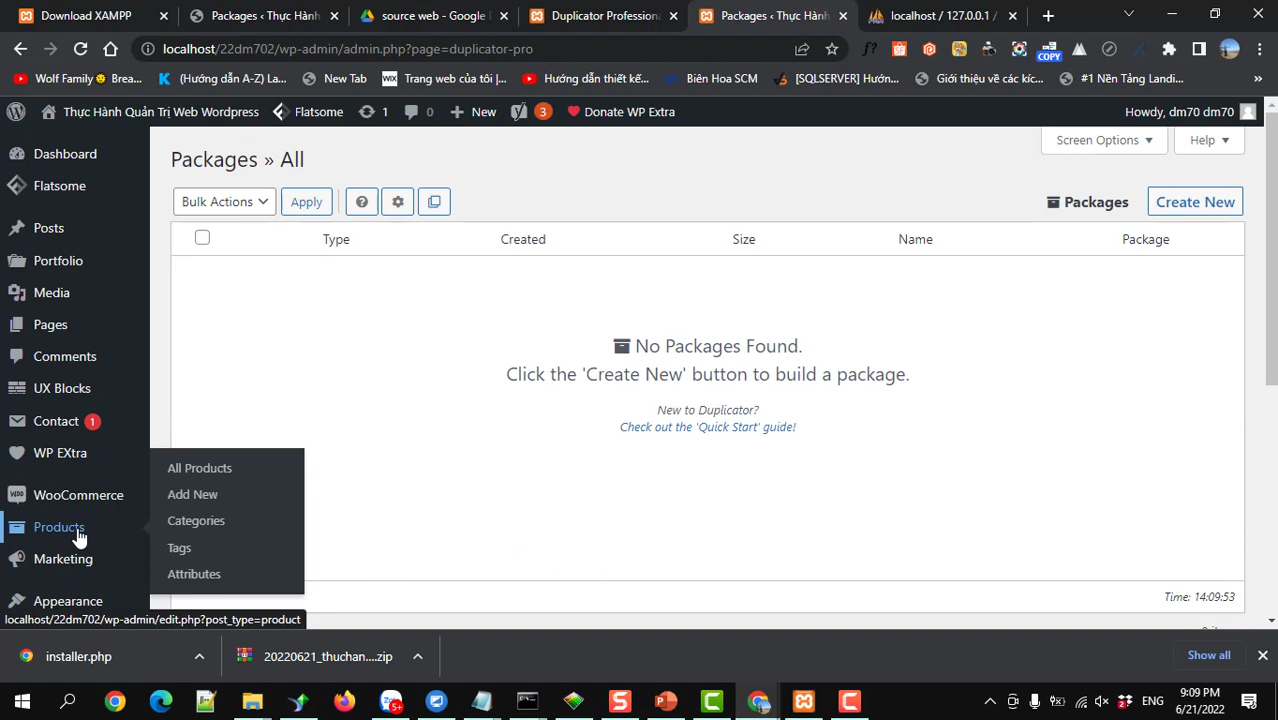 Download XAMPP
Packages ‹ Thực Hành
source web - Google
Duplicator Professiona
Packages ‹ Thực Hành
localhost / 127.0.0.1 /
localhost/22dm702/wp-admin/admin.php?page=duplicator-pro
COPY
Wolf Family Brea...
(Hướng dẫn A-Z) La...
New Tab
WIX Trang web của tôi |...
Hướng dẫn thiết kế...
Biên Hoà SCM
[SQLSERVER] Hướn...
Giới thiệu về các kíc...
#1 Nền Tảng Landi...
»
Thực Hành Quản Trị Web Wordpress
Flatsome
1
0
New
3
Donate WP Extra
Howdy, dm70 dm70
Dashboard
Flatsome
Posts
Portfolio
Media
Pages
Comments
UX Blocks
Contact 1
WP EXtra
WooCommerce
Products
Marketing
Appearance
All Products
Add New
Categories
Tags
Attributes
Screen Options
Help
Packages » All
Bulk Actions
Apply
Packages
Create New
Type
Created
Size
Name
Package
No Packages Found.
Click the 'Create New' button to build a package.
New to Duplicator?
Check out the 'Quick Start' guide!
Time: 14:09:53
localhost/22dm702/wp-admin/edit.php?post_type=product
installer.php
20220621_thuchan....zip
Show all
5+
2
ENG
9:09 PM
6/21/2022